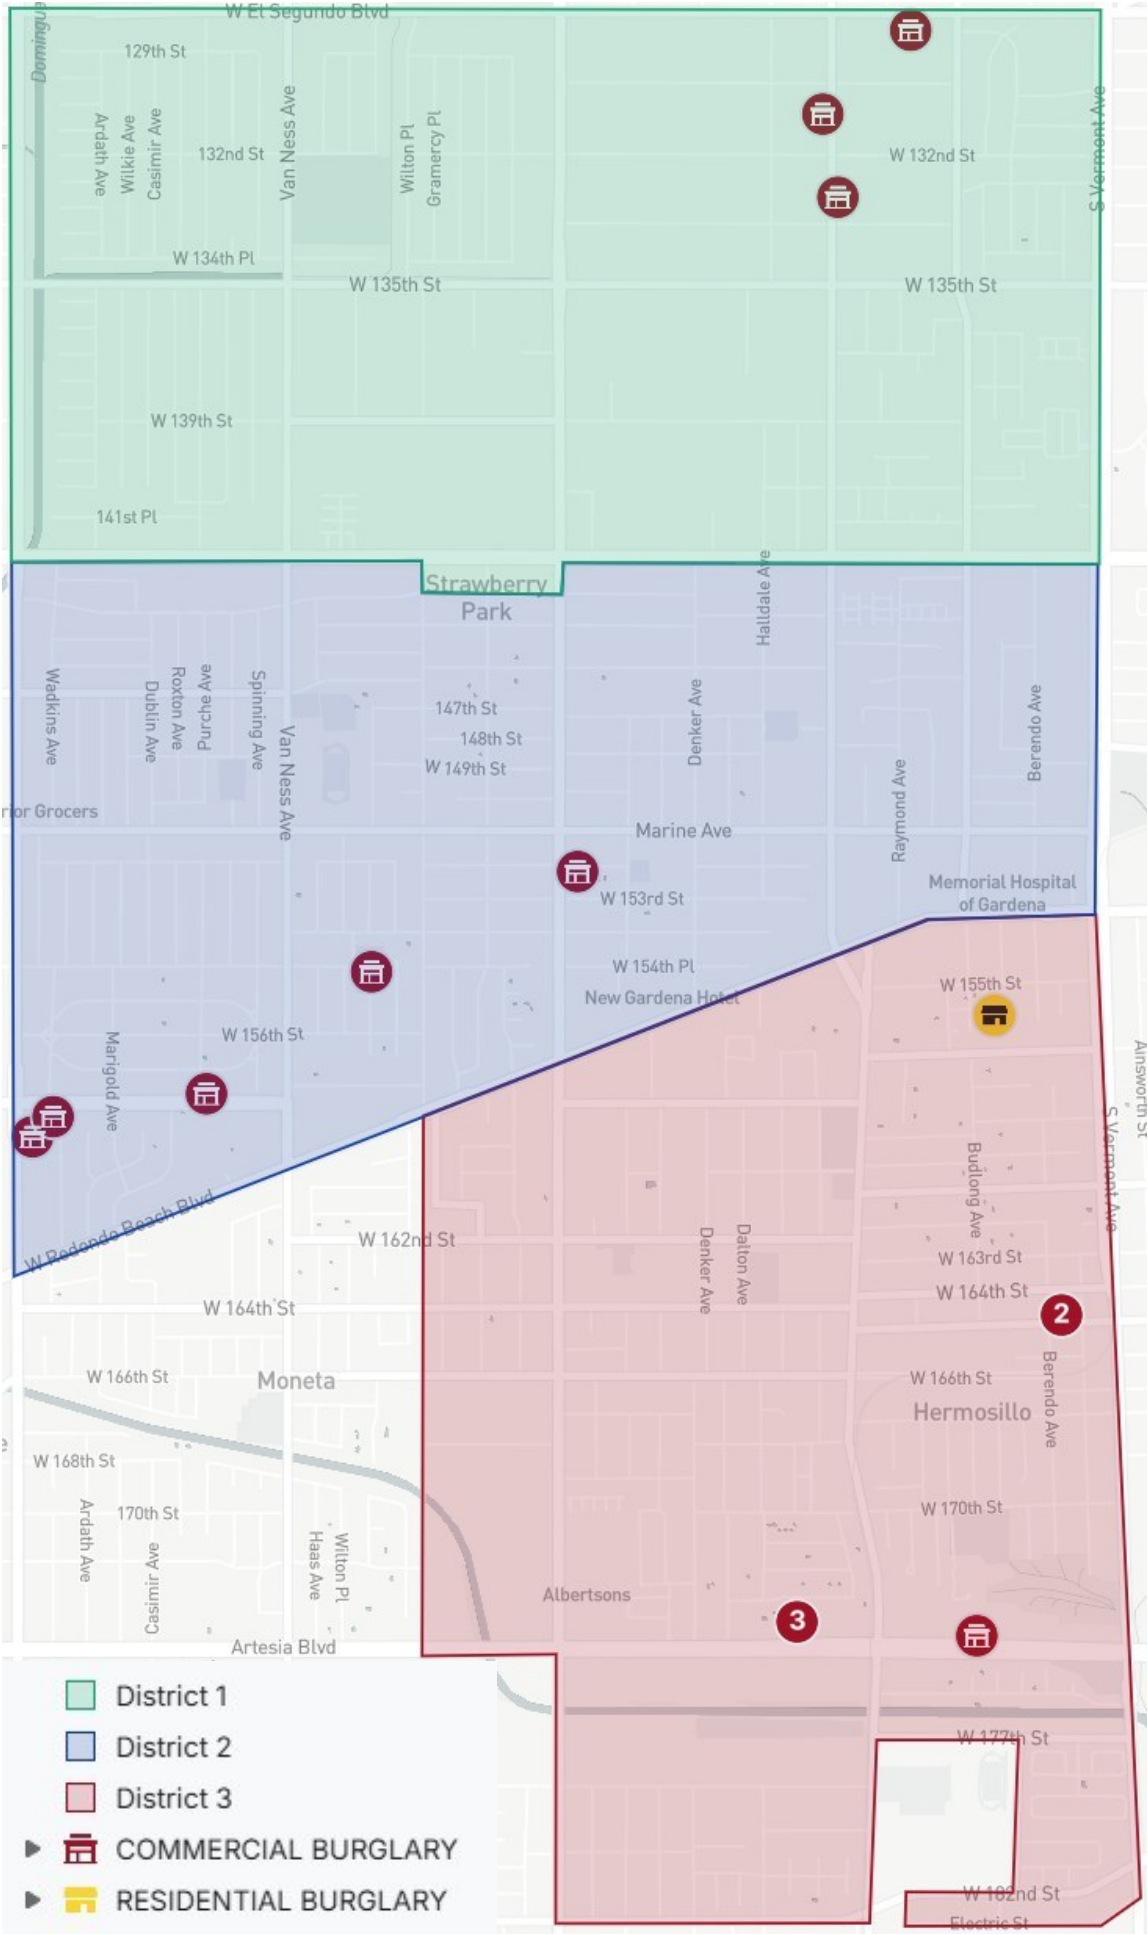 W El Segundo Blvd
Domingue
129th St
Ardath Ave
Wilkie Ave
Casimir Ave
132nd St
Van Ness Ave
Wilton Pl
Gramercy Pl
W 132nd St
S Vermont Ave
W 134th Pl
W 135th St
W 135th St
W 139th St
141st Pl
Strawberry
Park
Halldale Ave
Wadkins Ave
Dublin Ave
Roxton Ave
Purche Ave
Spinning Ave
Van Ness Ave
147th St
148th St
W 149th St
Denker Ave
Berendo Ave
rior Grocers
Marine Ave
Raymond Ave
W 153rd St
Memorial Hospital
of Gardena
W 154th Pl
New Gardena Hotel
W 155th St
W 156th St
Marigold Ave
Ainsworth St
S Vermont Ave
Budlong Ave
W Redondo Beach Blvd
W 162nd St
Denker Ave
Dalton Ave
W 163rd St
W 164th St
W 164th St
2
W 166th St
Moneta
W 166th St
Hermosillo
Berendo Ave
W 168th St
170th St
Ardath Ave
Casimir Ave
Haas Ave
Wilton Pl
W 170th St
Albertsons
3
Artesia Blvd
W 177th St
W 182nd St
Electric St
District 1
District 2
District 3
COMMERCIAL BURGLARY
RESIDENTIAL BURGLARY